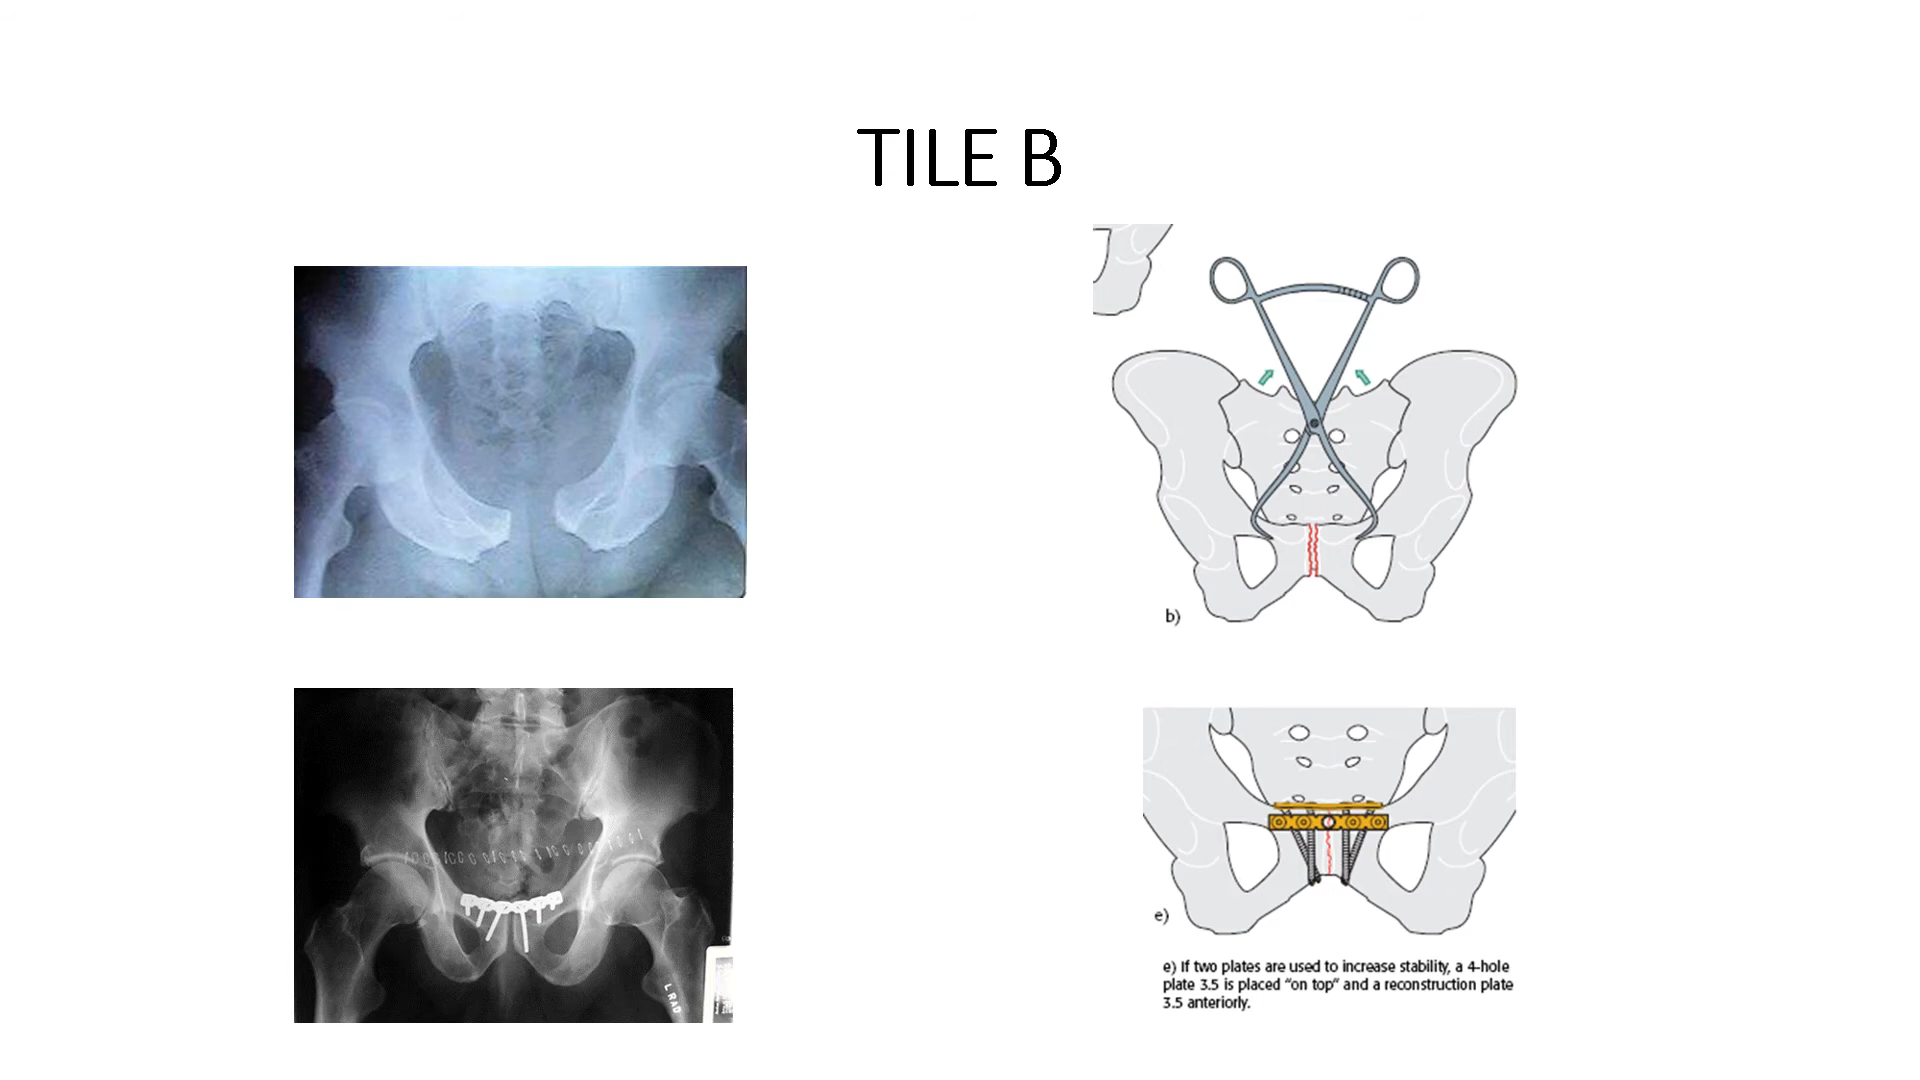 TILE B
b)
L RAD
e)
e) If two plates are used to increase stability, a 4-hole
plate 3.5 is placed “on top” and a reconstruction plate
3.5 anteriorly.